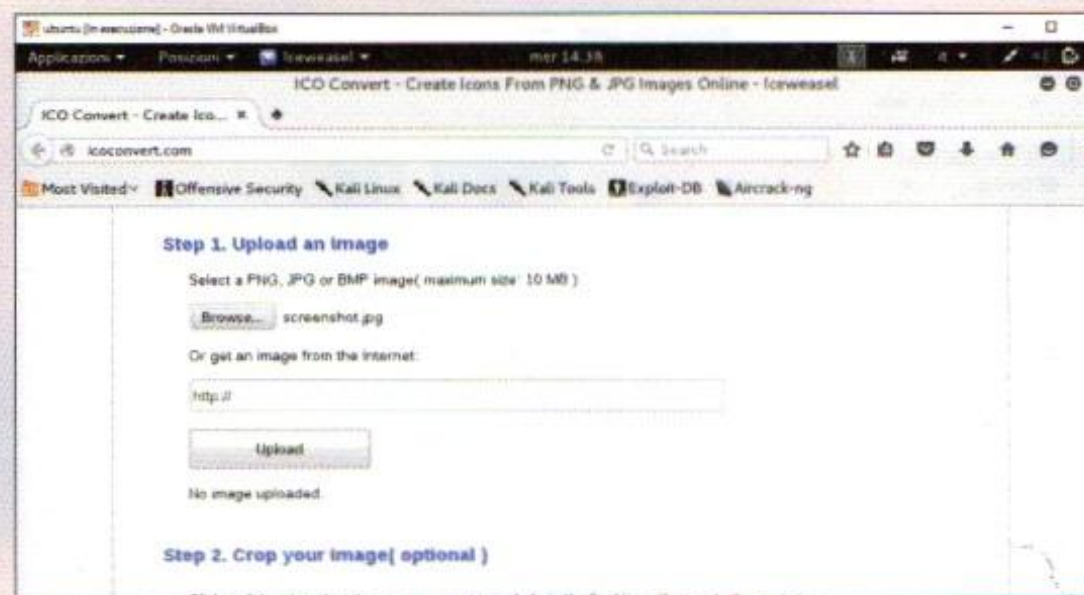 ubuntu [In esecuzione] - Oracle VM VirtualBox
Applicazioni Posizioni Iceweasel mer 14.38
ICO Convert - Create Icons From PNG & JPG Images Online - Iceweasel
ICO Convert - Create Ico...
icoconvert.com Search
Most Visited Offensive Security Kali Linux Kali Docs Kali Tools Exploit-DB Aircrack-ng
Step 1. Upload an image
Select a PNG, JPG or BMP image( maximum size: 10 MB )
Browse... screenshot.jpg
Or get an image from the internet:
http://
Upload
No image uploaded.
Step 2. Crop your image( optional )